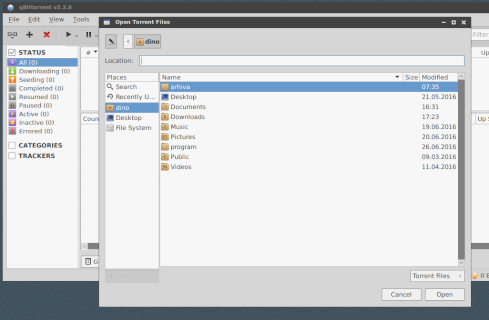 qBittorrent v3.3.6
File Edit View Tools
Filter
STATUS
All (0)
Downloading (0)
Seeding (0)
Completed (0)
Resumed (0)
Paused (0)
Active (0)
Inactive (0)
Errored (0)
CATEGORIES
TRACKERS
#
Up
Open Torrent Files
dino
Location:
Places
Search
Recently U...
dino
Desktop
File System
Name Size Modified
arhiva 07:35
Desktop 21.05.2016
Documents 16:31
Downloads 17:23
Music 19.06.2016
Pictures 20.06.2016
program 26.06.2016
Public 09.03.2016
Videos 11.04.2016
Torrent Files
Cancel Open
Up S